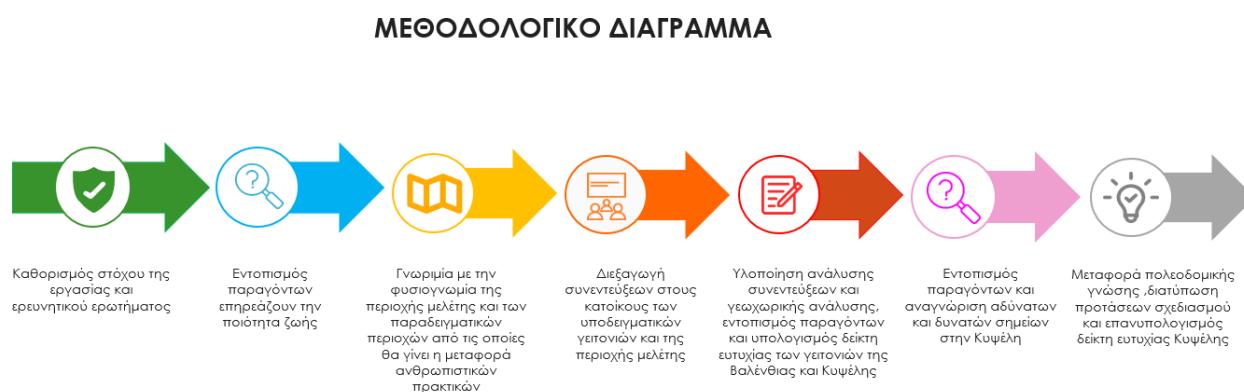 ΜΕΘΟΔΟΛΟΓΙΚΟ ΔΙΑΓΡΑΜΜΑ
Καθορισμός στόχου της
εργασίας και
ερευνητικού ερωτήματος
Εντοπισμός
παραγόντων
επηρεάζουν την
ποιότητα ζωής
Γνωριμία με την
φυσιογνωμία της
περιοχή μελέτης και των
παραδειγματικών
περιοχών από τις οποίες
θα γίνει η μεταφορά
ανθρωπιστικών
πρακτικών
Διεξαγωγή
συνεντεύξεων στους
κατοίκους των
υποδειγματικών
γειτονιών και της
περιοχής μελέτης
Υλοποίηση ανάλυσης
συνεντεύξεων και
γεωχωρικής ανάλυσης,
εντοπισμός παραγόντων
και υπολογισμός δείκτη
ευτυχίας των γειτονιών της
Βαλένθιας και Κυψέλης
Εντοπισμός
παραγόντων και
αναγνώριση αδύνατων
και δυνατών σημείων
στην Κυψέλη
Μεταφορά πολεοδομικής
γνώσης ,διατύπωση
προτάσεων σχεδιασμού
και επανυπολογισμός
δείκτη ευτυχίας Κυψέλης